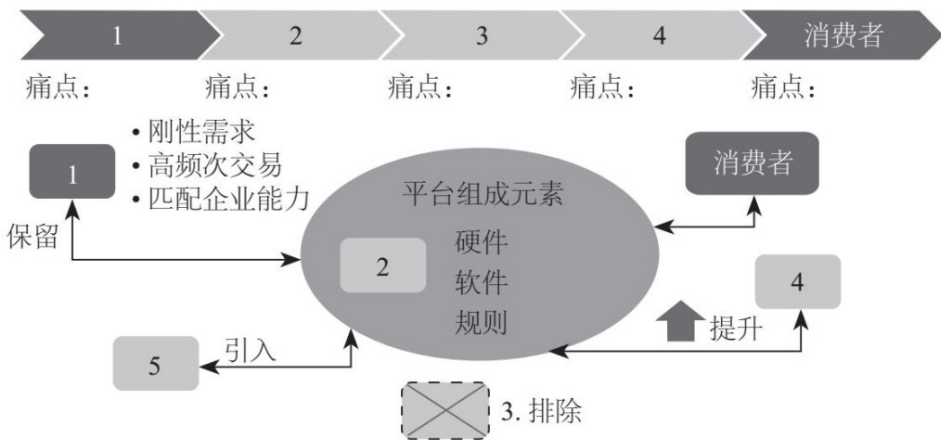 1 2 3 4 消费者
痛点： 痛点： 痛点： 痛点： 痛点：
1
• 刚性需求
• 高频次交易
• 匹配企业能力
保留
平台组成元素
2
硬件
软件
规则
消费者
4
提升
5
引入
3. 排除